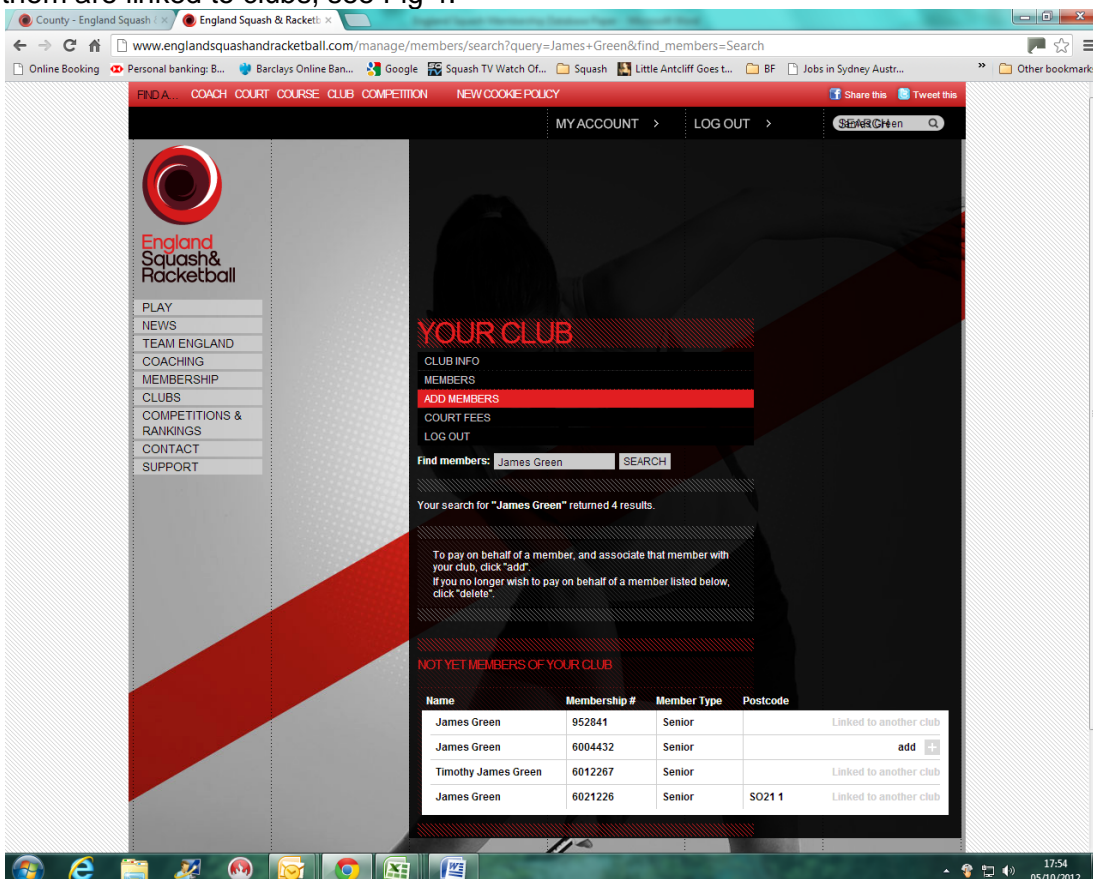 them are linked to clubs, see Fig 4.
County - England Squash &
England Squash & Racketb
www.englandsquashandracketball.com/manage/members/search?query=James+Green&find_members=Search
Online Booking
Personal banking: B...
Barclays Online Ban...
Google
Squash TV Watch Of...
Squash
Little Antcliff Goes t...
BF
Jobs in Sydney Austr...
»
Other bookmark
FIND A... COACH COURT COURSE CLUB COMPETITION NEW COOKIE POLICY
Share this
Tweet this
MY ACCOUNT >
LOG OUT >
England
Squash&
Racketball
PLAY
NEWS
TEAM ENGLAND
COACHING
MEMBERSHIP
CLUBS
COMPETITIONS &
RANKINGS
CONTACT
SUPPORT
YOUR CLUB
CLUB INFO
MEMBERS
ADD MEMBERS
COURT FEES
LOG OUT
Find members: James Green SEARCH
Your search for "James Green" returned 4 results.
To pay on behalf of a member, and associate that member with
your club, click "add".
If you no longer wish to pay on behalf of a member listed below,
click "delete".
NOT YET MEMBERS OF YOUR CLUB
Name Membership # Member Type Postcode
James Green 952841 Senior Linked to another club
James Green 6004432 Senior add
Timothy James Green 6012267 Senior Linked to another club
James Green 6021226 Senior SO21 1 Linked to another club
17:54
05/10/2012